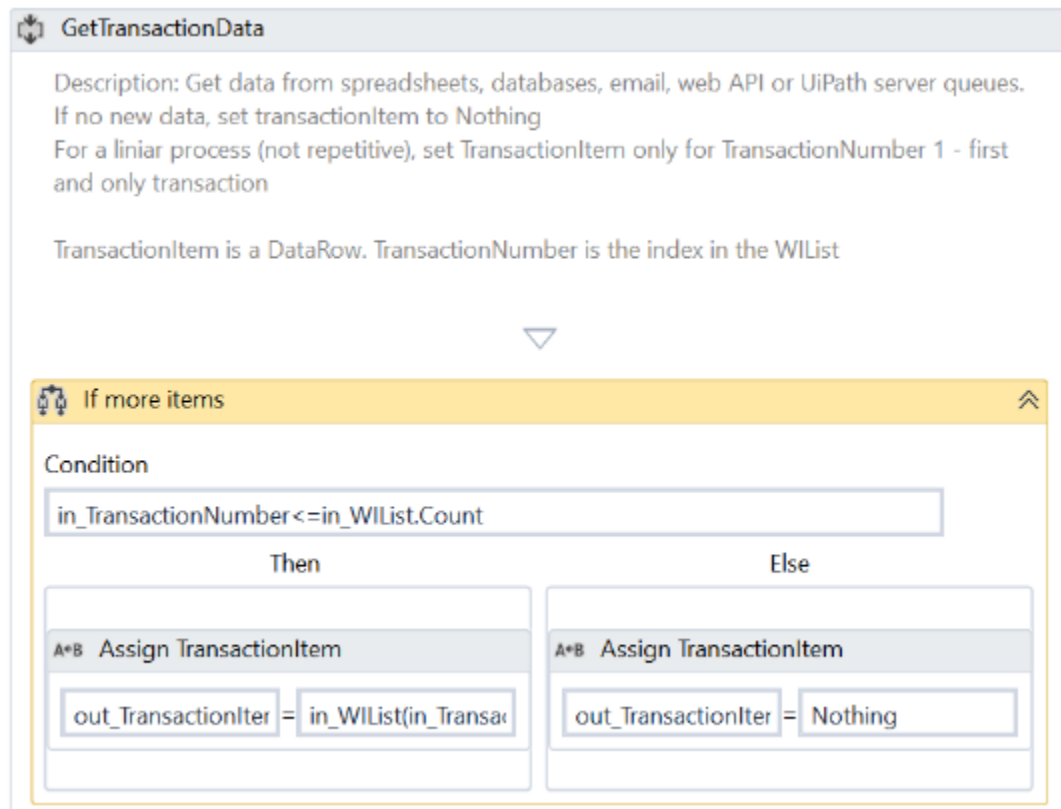 GetTransactionData
Description: Get data from spreadsheets, databases, email, web API or UiPath server queues.
If no new data, set transactionItem to Nothing
For a liniar process (not repetitive), set TransactionItem only for TransactionNumber 1 - first
and only transaction
TransactionItem is a DataRow. TransactionNumber is the index in the WIList
If more items
Condition
in_TransactionNumber<=in_WIList.Count
Then
Else
A+B Assign TransactionItem
A+B Assign TransactionItem
out_TransactionIter = in_WIList(in_Transac
out_TransactionIter = Nothing